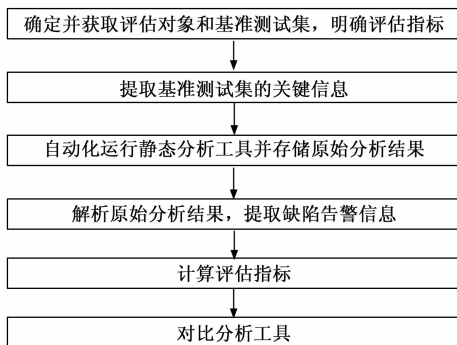 确定并获取评估对象和基准测试集，明确评估指标
提取基准测试集的关键信息
自动化运行静态分析工具并存储原始分析结果
解析原始分析结果，提取缺陷告警信息
计算评估指标
对比分析工具